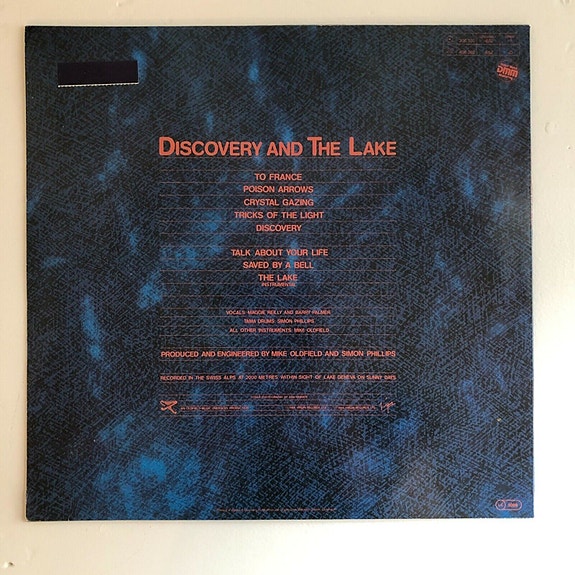 DMM
DISCOVERY AND THE LAKE
TO FRANCE
POISON ARROWS
CRYSTAL GAZING
TRICKS OF THE LIGHT
DISCOVERY
TALK ABOUT YOUR LIFE
SAVED BY A BELL
THE LAKE
(INSTRUMENTAL)
VOCALS: MAGGIE REILLY AND BARRY PALMER
TAMA DRUMS: SIMON PHILLIPS
ALL OTHER INSTRUMENTS: MIKE OLDFIELD
PRODUCED AND ENGINEERED BY MIKE OLDFIELD AND SIMON PHILLIPS
RECORDED IN THE SWISS ALPS AT 2000 METRES WITHIN SIGHT OF LAKE GENEVA ON SUNNY DAYS
Virgin